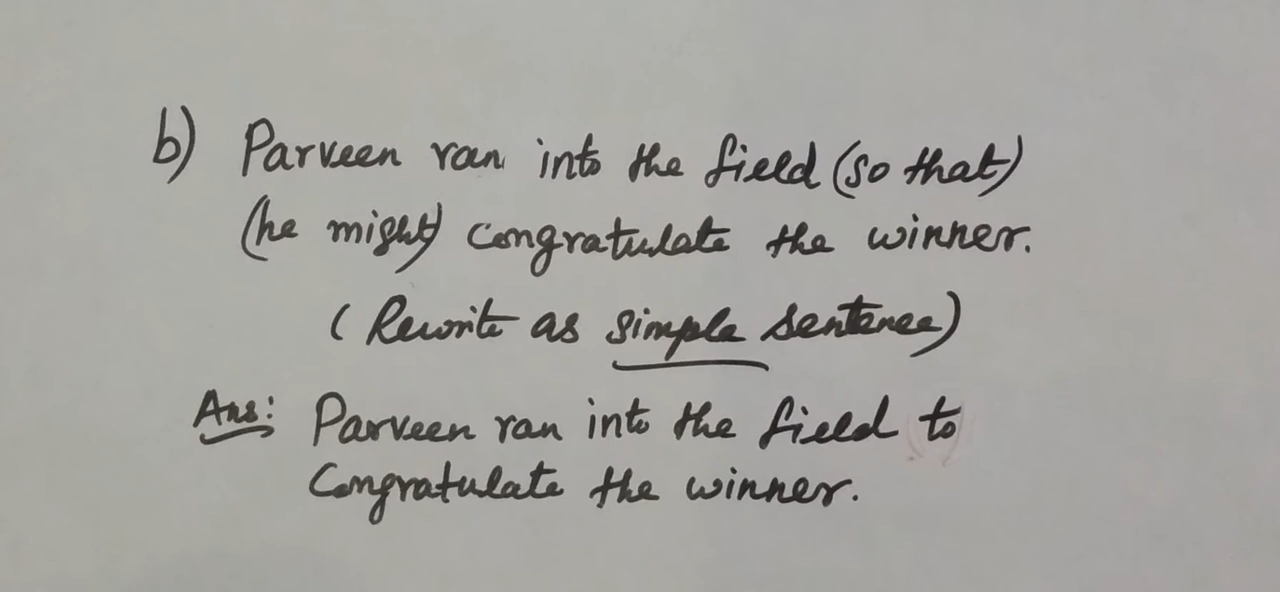 b) Parveen ran into the field (so that)
(he might) congratulate the winner.
(Rewrite as simple sentence)
Ans: Parveen ran into the field to
Congratulate the winner.